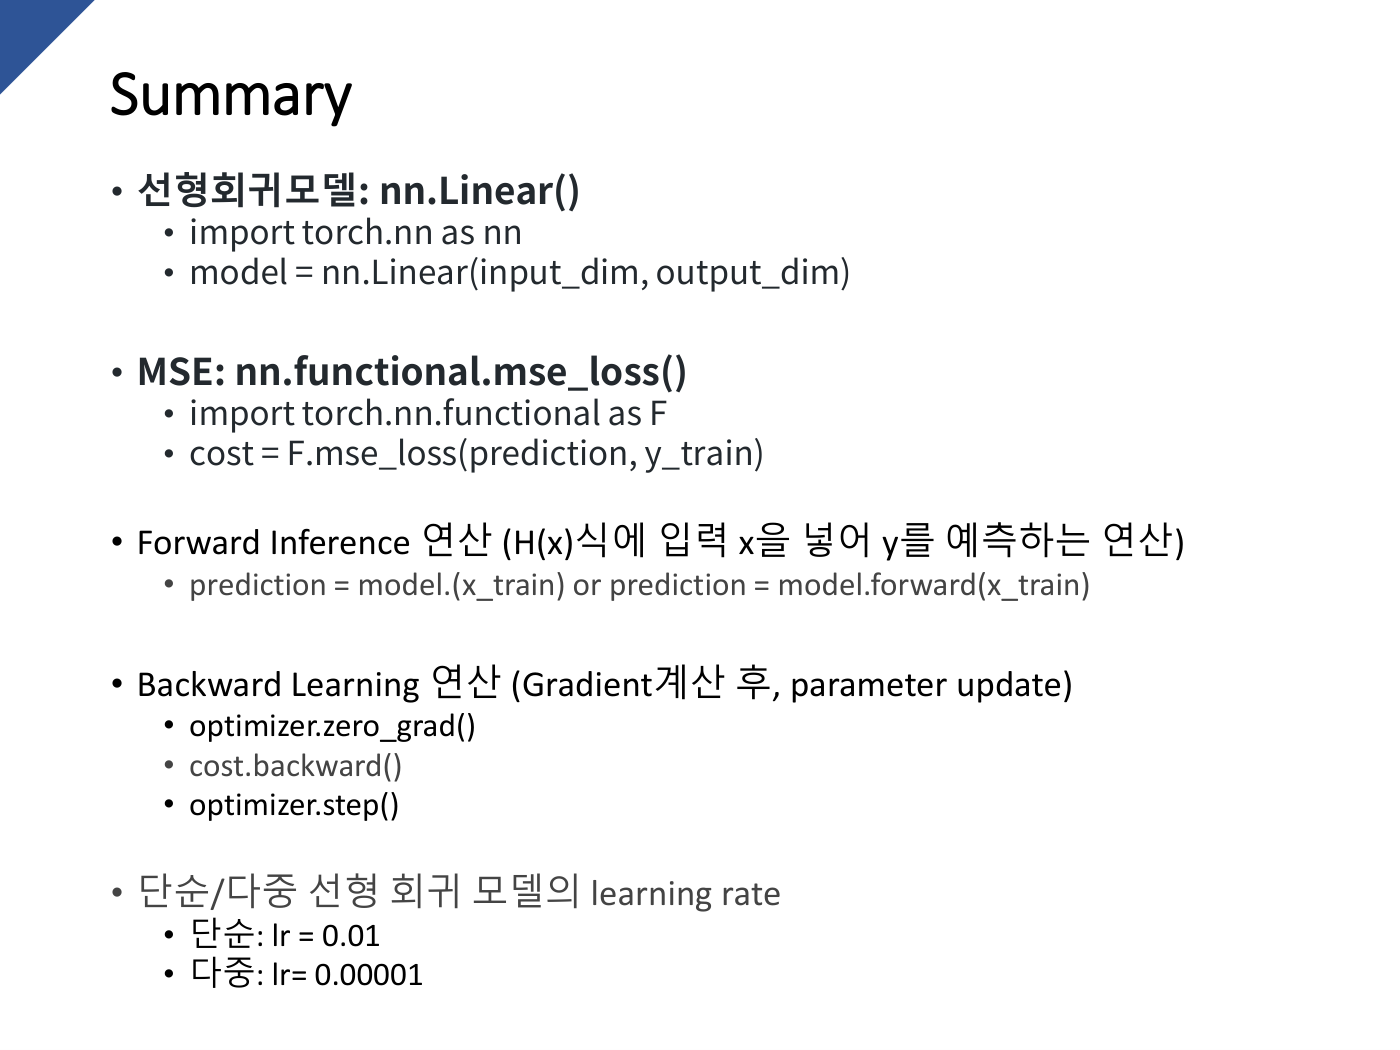 Summary
• 선형회귀모델: nn.Linear()
• import torch.nn as nn
• model = nn.Linear(input_dim, output_dim)
• MSE: nn.functional.mse_loss()
• import torch.nn.functional as F
• cost = F.mse_loss(prediction, y_train)
• Forward Inference 연산 (H(x)식에 입력 x을 넣어 y를 예측하는 연산)
• prediction = model.(x_train) or prediction = model.forward(x_train)
• Backward Learning 연산 (Gradient계산 후, parameter update)
• optimizer.zero_grad()
• cost.backward()
• optimizer.step()
• 단순/다중 선형 회귀 모델의 learning rate
• 단순: lr = 0.01
• 다중: lr= 0.00001